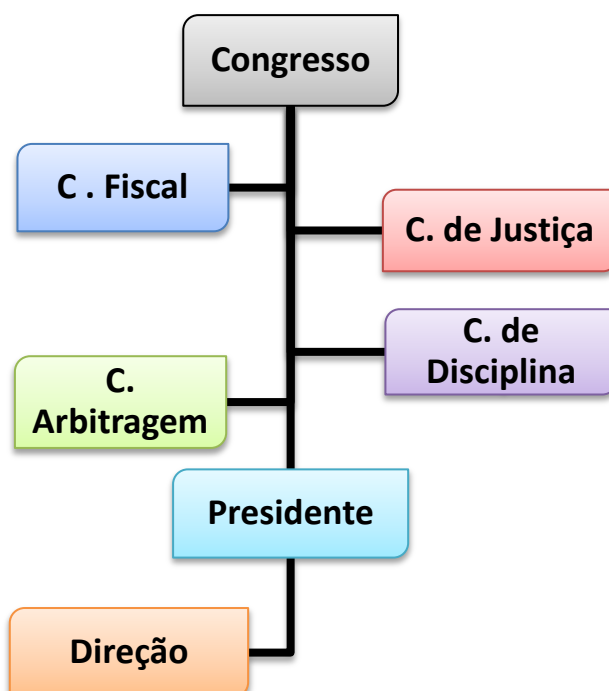 Congresso
C . Fiscal
C. de Justiça
C. de
Disciplina
C.
Arbitragem
Presidente
Direção